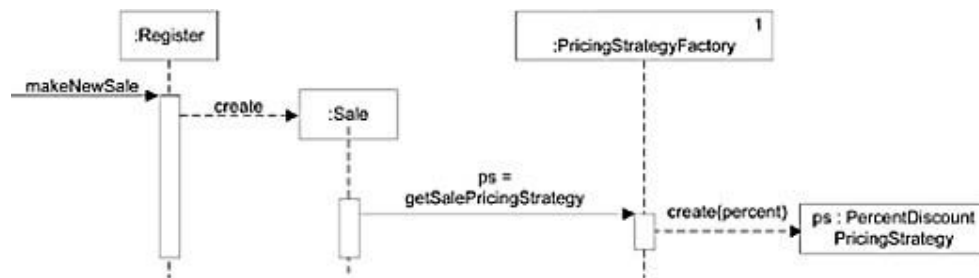 1
:Register
:PricingStrategyFactory
makeNewSale
create
:Sale
ps =
getSalePricingStrategy
create(percent)
ps : PercentDiscount
PricingStrategy